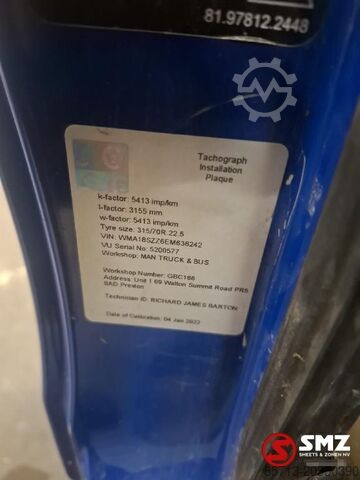 81.97812.2448
Tachograph
Installation
Plaque
k-factor: 5413 imp/km
l-factor: 3155 mm
w-factor: 5413 imp/km
Tyre size: 315/70R 22.5
VIN: WMA18SZZ6EM636242
VU Serial No: 5200577
Workshop: MAN TRUCK & BUS
Workshop Number: GBC166
Address: Unit 1 69 Walton Summit Road PR5
8AD Preston
Technician ID: RICHARD JAMES BARTON
Date of Calibration: 04 Jan 2022
SMZ
SHEETS & ZONEN NV